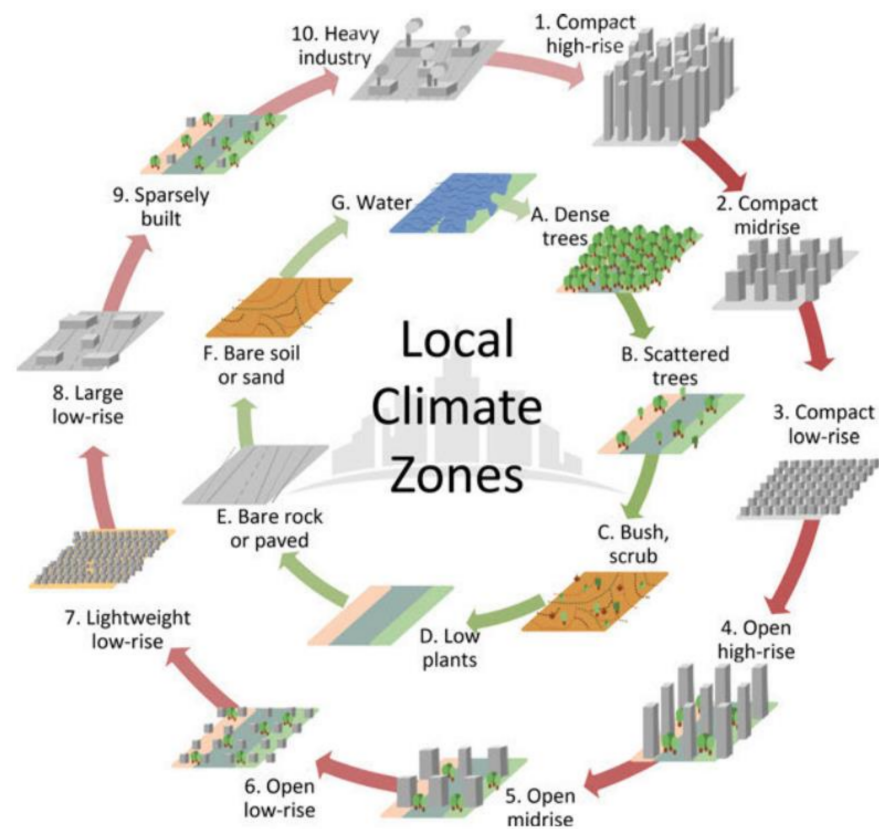 10. Heavy
industry
1. Compact
high-rise
2. Compact
midrise
3. Compact
low-rise
4. Open
high-rise
5. Open
midrise
6. Open
low-rise
7. Lightweight
low-rise
8. Large
low-rise
9. Sparsely
built
G. Water
A. Dense
trees
B. Scattered
trees
C. Bush,
scrub
D. Low
plants
E. Bare rock
or paved
F. Bare soil
or sand
Local
Climate
Zones